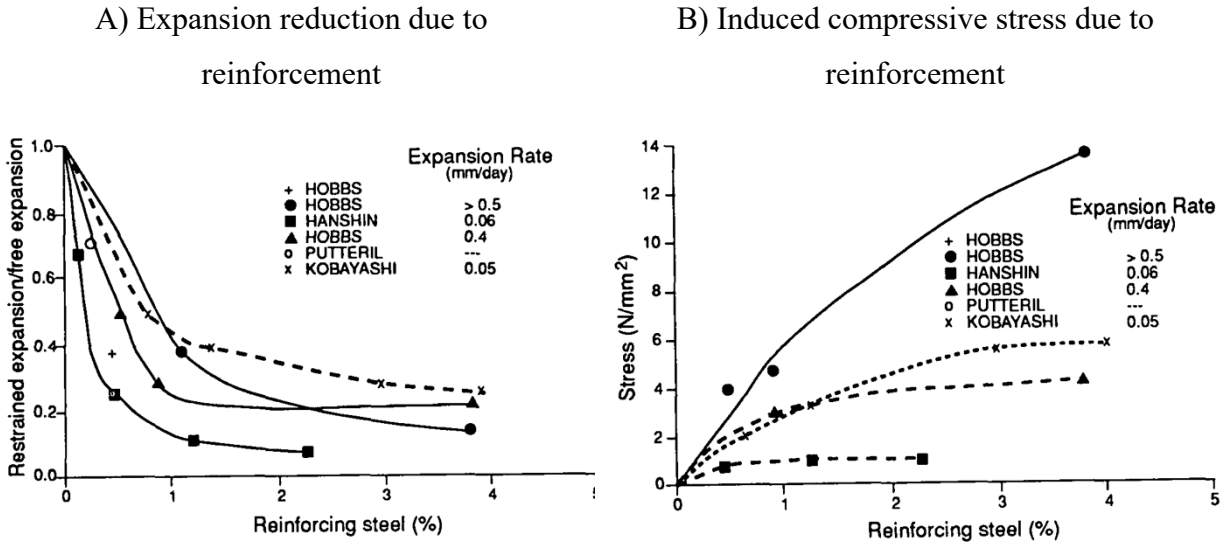 A) Expansion reduction due to
reinforcement
B) Induced compressive stress due to
reinforcement
Restrained expansion/free expansion
1.0
0.8
0.6
0.4
0.2
0.0
Expansion Rate
(mm/day)
+ HOBBS
● HOBBS > 0.5
■ HANSHIN 0.06
▲ HOBBS 0.4
o PUTTERIL ---
x KOBAYASHI 0.05
0 1 2 3 4 5
Reinforcing steel (%)
Stress (N/mm²)
14
12
10
8
6
4
2
0
Expansion Rate
(mm/day)
+ HOBBS
● HOBBS > 0.5
■ HANSHIN 0.06
▲ HOBBS 0.4
o PUTTERIL ---
x KOBAYASHI 0.05
0 1 2 3 4 5
Reinforcing steel (%)